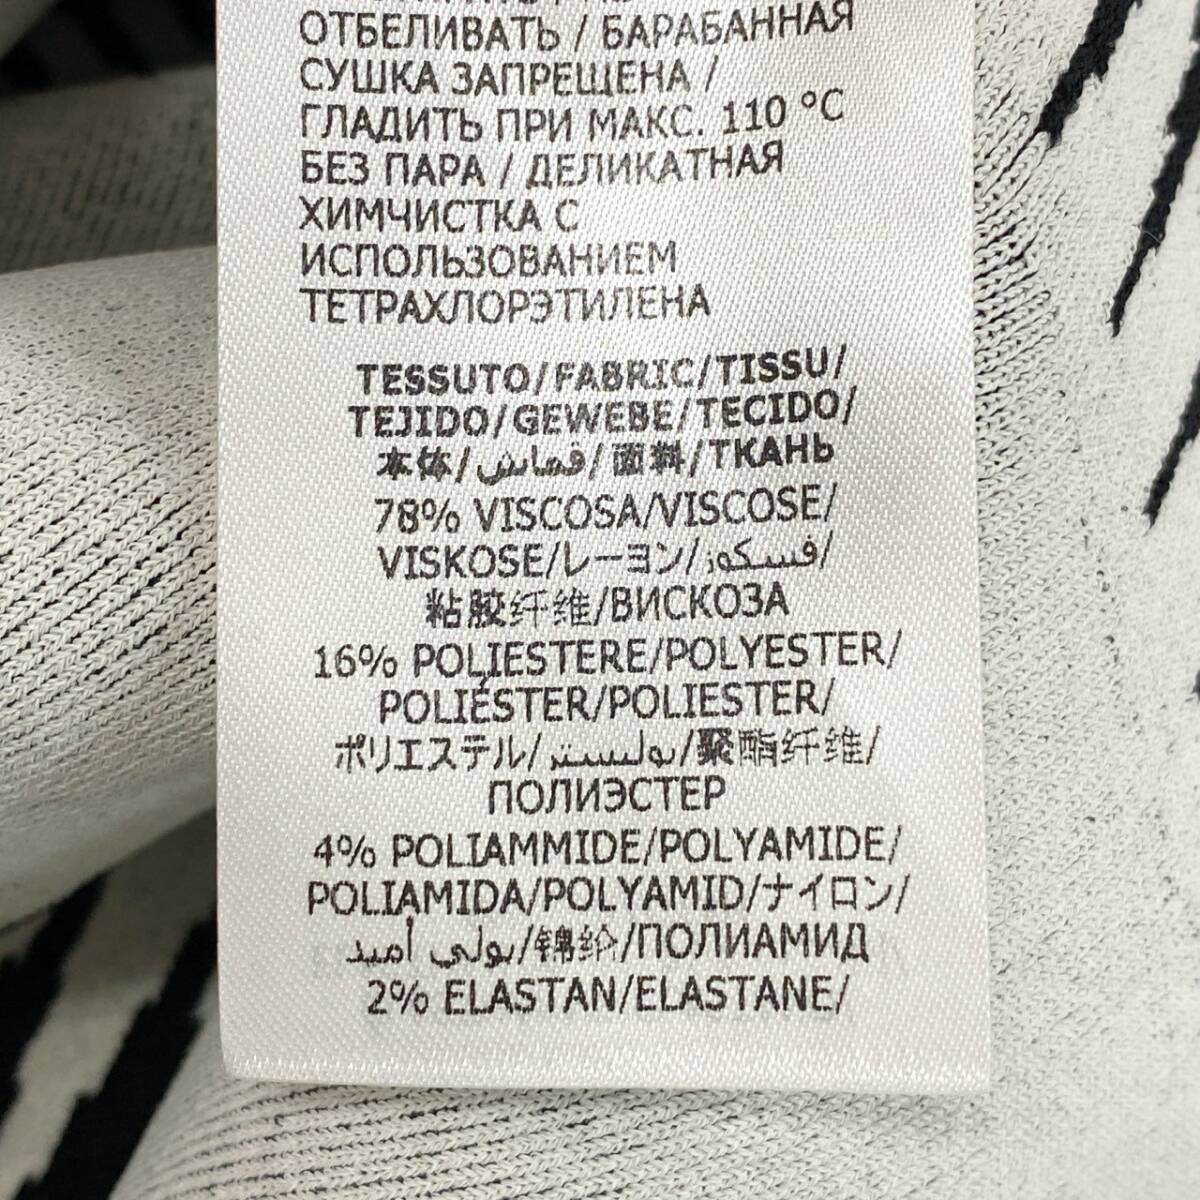 ОТБЕЛИВАТЬ / БАРАБАННАЯ
СУШКА ЗАПРЕЩЕНА /
ГЛАДИТЬ ПРИ МАКС. 110 °C
БЕЗ ПАРА / ДЕЛИКАТНАЯ
ХИМЧИСТКА С
ИСПОЛЬЗОВАНИЕМ
ТЕТРАХЛОРЭТИЛЕНА
TESSUTO/FABRIC/TISSU/
TEJIDO/GEWEBE/TECIDO/
本体/قماش/面料/ТКАНЬ
78% VISCOSA/VISCOSE/
VISKOSE/レーヨン/فسكوز/
粘胶纤维/ВИСКОЗА
16% POLIESTERE/POLYESTER/
POLIÉSTER/POLIESTER/
ポリエステル/بوليستر/聚酯纤维/
ПОЛИЭСТЕР
4% POLIAMMIDE/POLYAMIDE/
POLIAMIDA/POLYAMID/ナイロン/
بولي أميد/锦纶/ПОЛИАМИД
2% ELASTAN/ELASTANE/